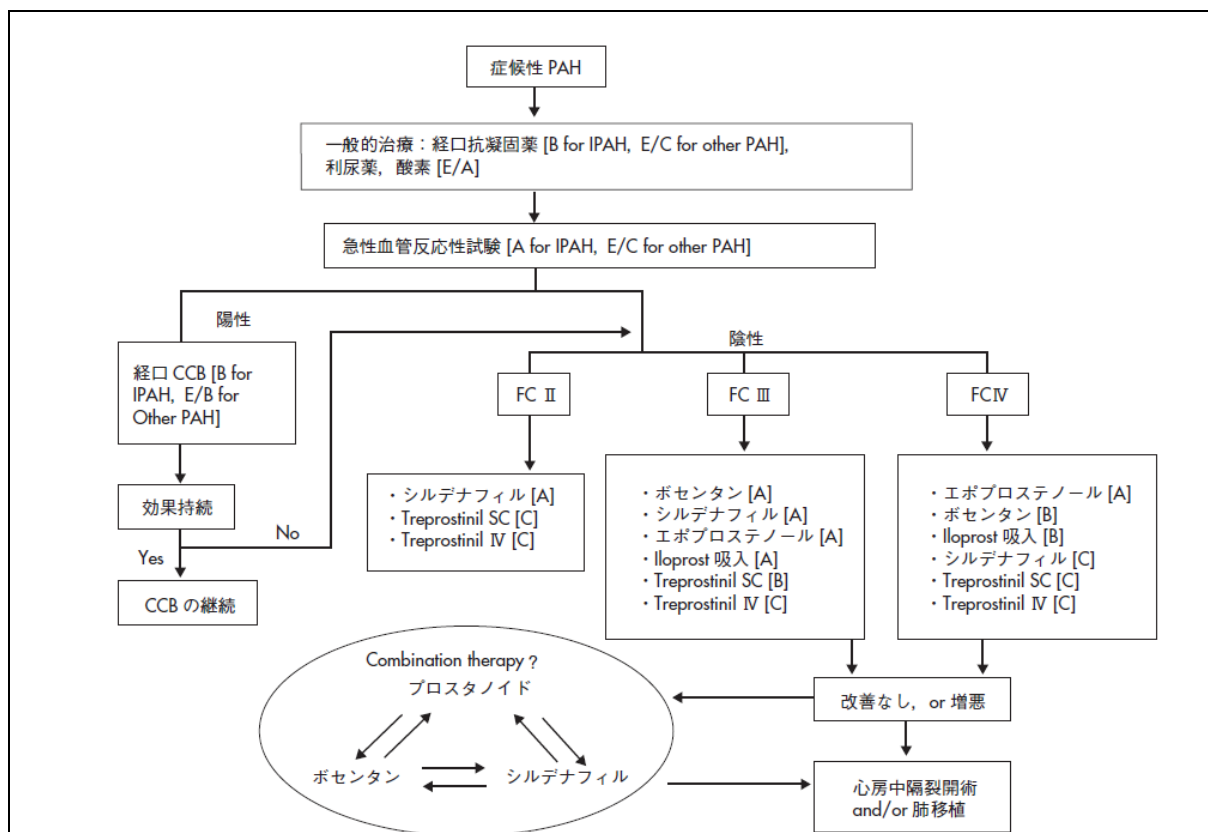 症候性 PAH
一般的治療：経口抗凝固薬 [B for IPAH, E/C for other PAH],
利尿薬，酸素 [E/A]
急性血管反応性試験 [A for IPAH, E/C for other PAH]
陽性
陰性
経口 CCB [B for
IPAH, E/B for
Other PAH]
効果持続
No
Yes
CCB の継続
FC Ⅱ
FC Ⅲ
FCⅣ
・シルデナフィル [A]
・Treprostinil SC [C]
・Treprostinil Ⅳ [C]
・ボセンタン [A]
・シルデナフィル [A]
・エポプロステノール [A]
・Iloprost 吸入 [A]
・Treprostinil SC [B]
・Treprostinil Ⅳ [C]
・エポプロステノール [A]
・ボセンタン [B]
・Iloprost 吸入 [B]
・シルデナフィル [C]
・Treprostinil SC [C]
・Treprostinil Ⅳ [C]
Combination therapy？
プロスタノイド
ボセンタン
シルデナフィル
改善なし，or 増悪
心房中隔裂開術
and/or 肺移植